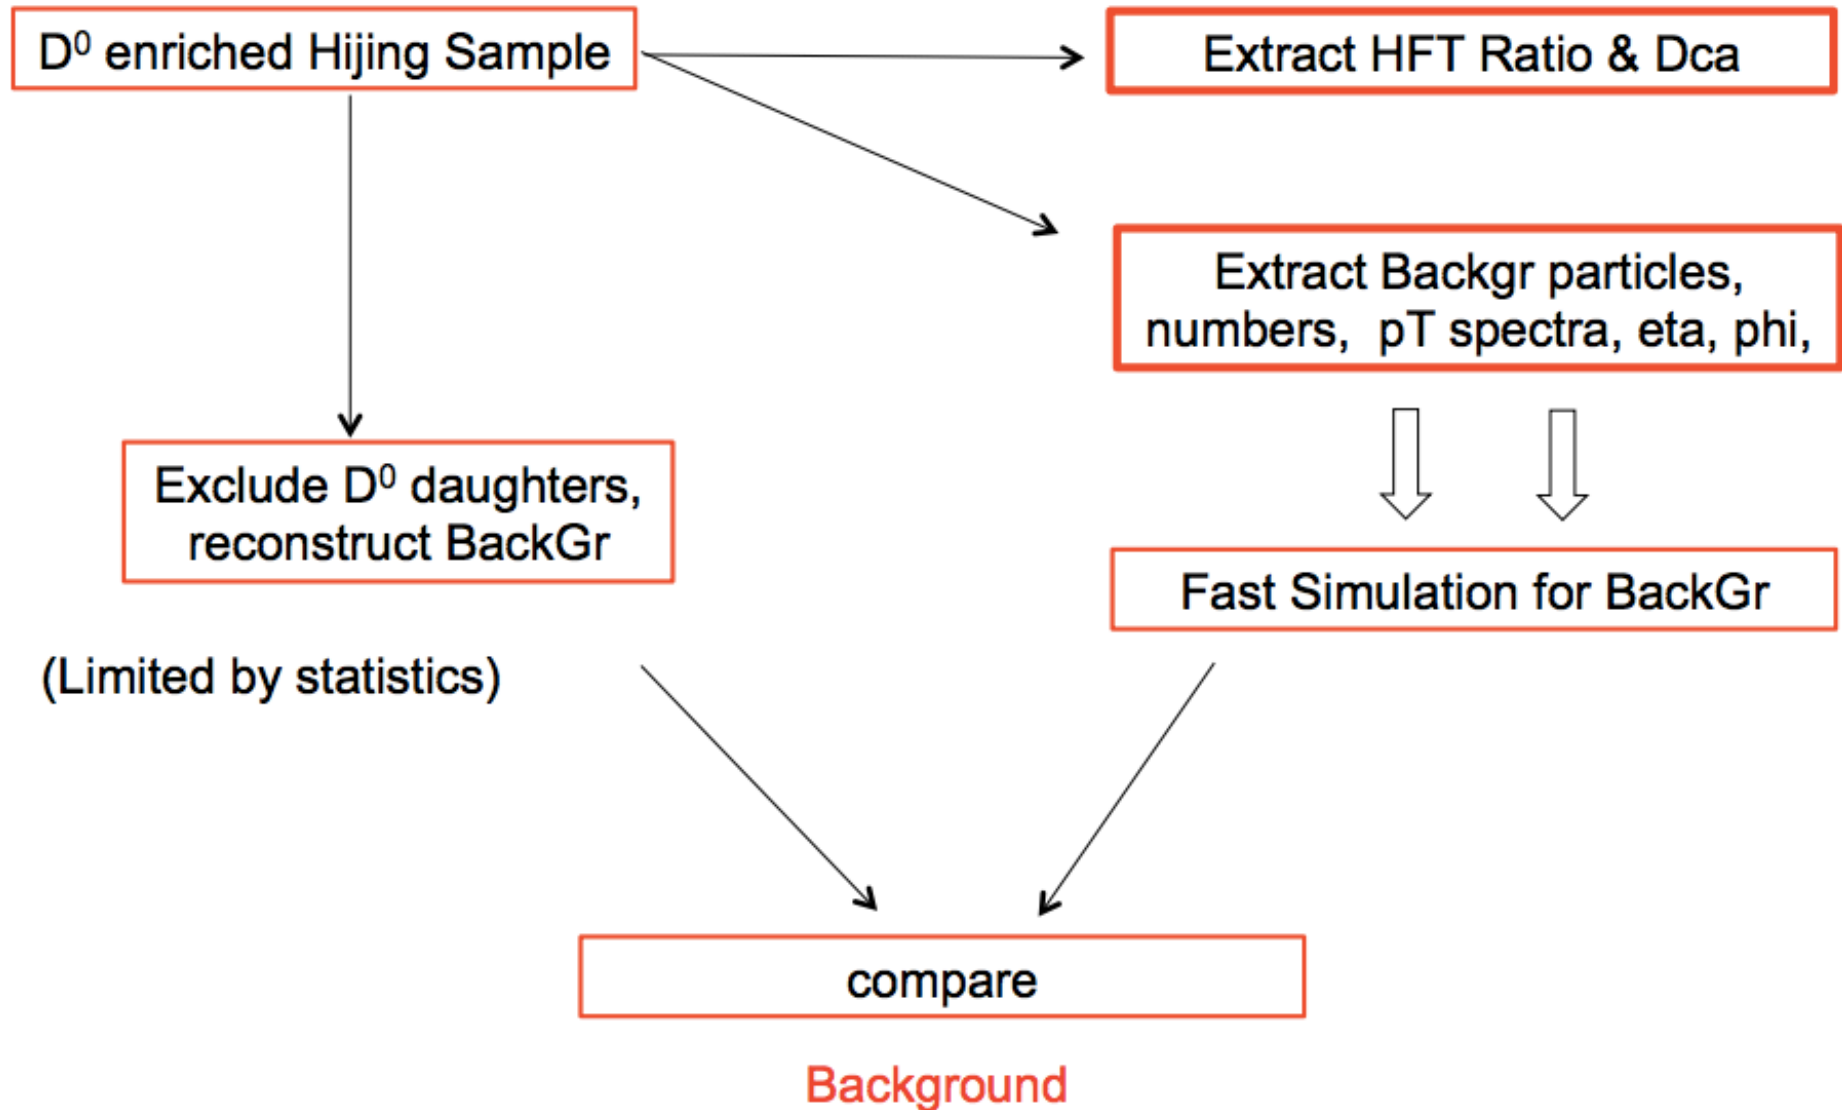 D⁰ enriched Hijing Sample
Extract HFT Ratio & Dca
Extract Backgr particles,
numbers, pT spectra, eta, phi,
Exclude D⁰ daughters,
reconstruct BackGr
Fast Simulation for BackGr
(Limited by statistics)
compare
Background